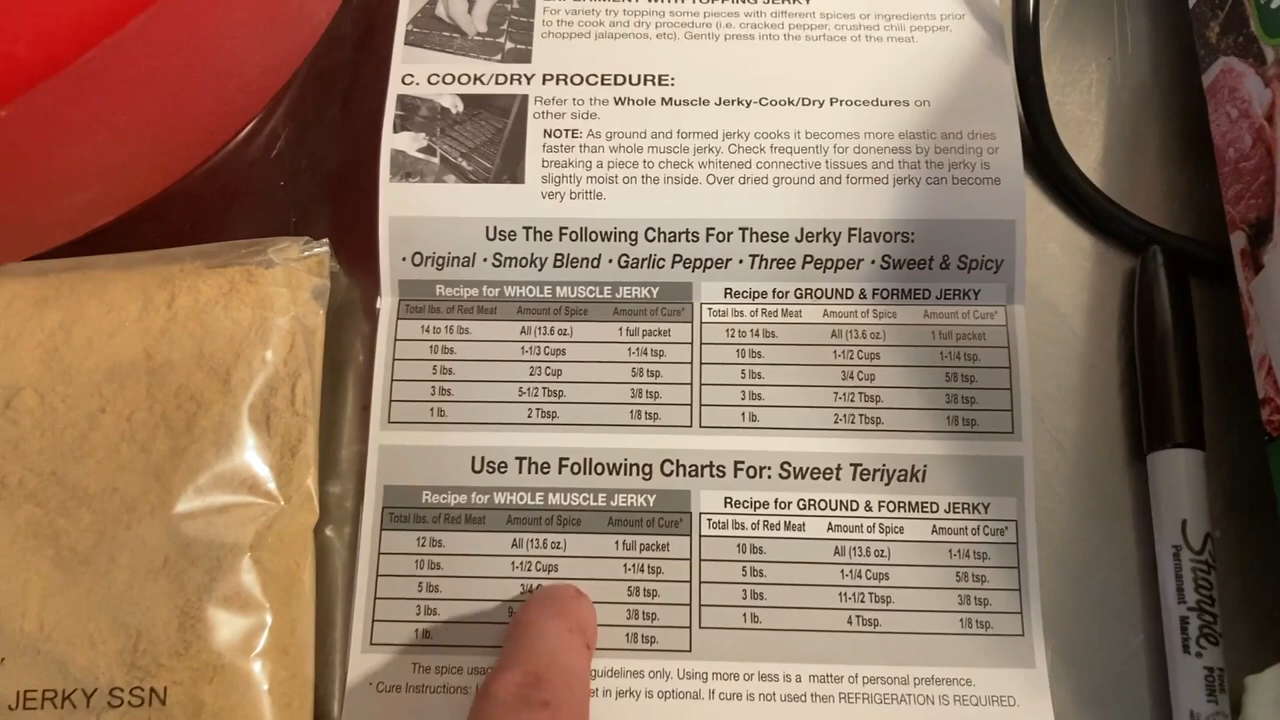 EXPERIMENT WITH TOPPING JERKY
For variety try topping some pieces with different spices or ingredients prior
to the cook and dry procedure (i.e. cracked pepper, crushed chili pepper,
chopped jalapenos, etc). Gently press into the surface of the meat.
C. COOK/DRY PROCEDURE:
Refer to the Whole Muscle Jerky-Cook/Dry Procedures on
other side.
NOTE: As ground and formed jerky cooks it becomes more elastic and dries
faster than whole muscle jerky. Check frequently for doneness by bending or
breaking a piece to check whitened connective tissues and that the jerky is
slightly moist on the inside. Over dried ground and formed jerky can become
very brittle.
Use The Following Charts For These Jerky Flavors:
• Original • Smoky Blend • Garlic Pepper • Three Pepper • Sweet & Spicy
Recipe for WHOLE MUSCLE JERKY
Total lbs. of Red Meat Amount of Spice Amount of Cure*
14 to 16 lbs. All (13.6 oz.) 1 full packet
10 lbs. 1-1/3 Cups 1-1/4 tsp.
5 lbs. 2/3 Cup 5/8 tsp.
3 lbs. 5-1/2 Tbsp. 3/8 tsp.
1 lb. 2 Tbsp. 1/8 tsp.
Recipe for GROUND & FORMED JERKY
Total lbs. of Red Meat Amount of Spice Amount of Cure*
12 to 14 lbs. All (13.6 oz.) 1 full packet
10 lbs. 1-1/2 Cups 1-1/4 tsp.
5 lbs. 3/4 Cup 5/8 tsp.
3 lbs. 7-1/2 Tbsp. 3/8 tsp.
1 lb. 2-1/2 Tbsp. 1/8 tsp.
Use The Following Charts For: Sweet Teriyaki
Recipe for WHOLE MUSCLE JERKY
Total lbs. of Red Meat Amount of Spice Amount of Cure*
12 lbs. All (13.6 oz.) 1 full packet
10 lbs. 1-1/2 Cups 1-1/4 tsp.
5 lbs. 3/4 5/8 tsp.
3 lbs. 9- 3/8 tsp.
1 lb. 1/8 tsp.
Recipe for GROUND & FORMED JERKY
Total lbs. of Red Meat Amount of Spice Amount of Cure*
10 lbs. All (13.6 oz.) 1-1/4 tsp.
5 lbs. 1-1/4 Cups 5/8 tsp.
3 lbs. 11-1/2 Tbsp. 3/8 tsp.
1 lb. 4 Tbsp. 1/8 tsp.
The spice guidelines only. Using more or less is a matter of personal preference.
* Cure Instructions: in jerky is optional. If cure is not used then REFRIGERATION IS REQUIRED.
JERKY SSN
Sharpie®
Permanent Marker
FINE
POINT